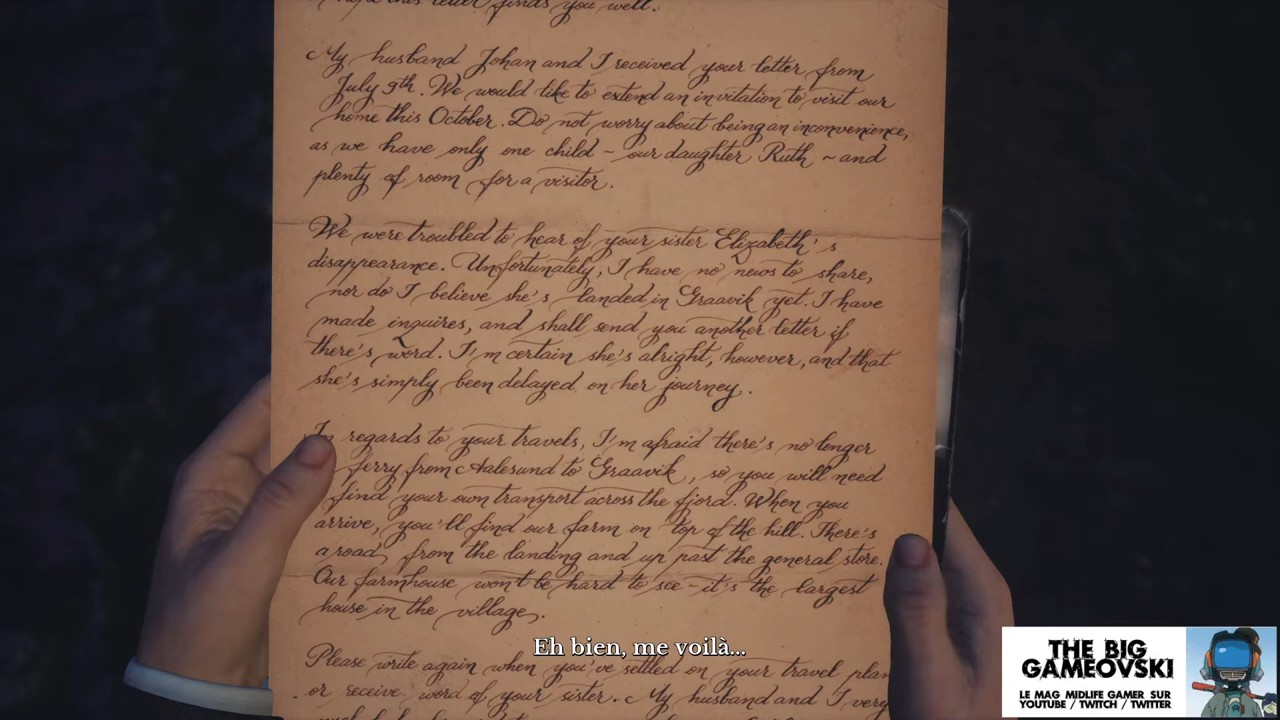 hope this letter finds you well.
My husband Johan and I received your letter from
July 9th. We would like to extend an invitation to visit our
home this October. Do not worry about being an inconvenience,
as we have only one child ~ our daughter Ruth ~ and
plenty of room for a visitor.
We were troubled to hear of your sister Elizabeth's
disappearance. Unfortunately, I have no news to share,
nor do I believe she's landed in Graavik yet. I have
made inquires, and shall send you another letter if
there's word. I'm certain she's alright, however, and that
she's simply been delayed on her journey.
In regards to your travels, I'm afraid there's no longer
ferry from Aalesund to Graavik, so you will need
find your own transport across the fjord. When you
arrive, you'll find our farm on top of the hill. There's
a road from the landing and up past the general store.
Our farmhouse won't be hard to see - it's the largest
house in the village.
Eh bien, me voilà...
Please write again when you've settled on your travel plan
or receive word of your sister. My husband and I very
THE BIG
GAMEOVSKI
LE MAG MIDLIFE GAMER SUR
YOUTUBE / TWITCH / TWITTER